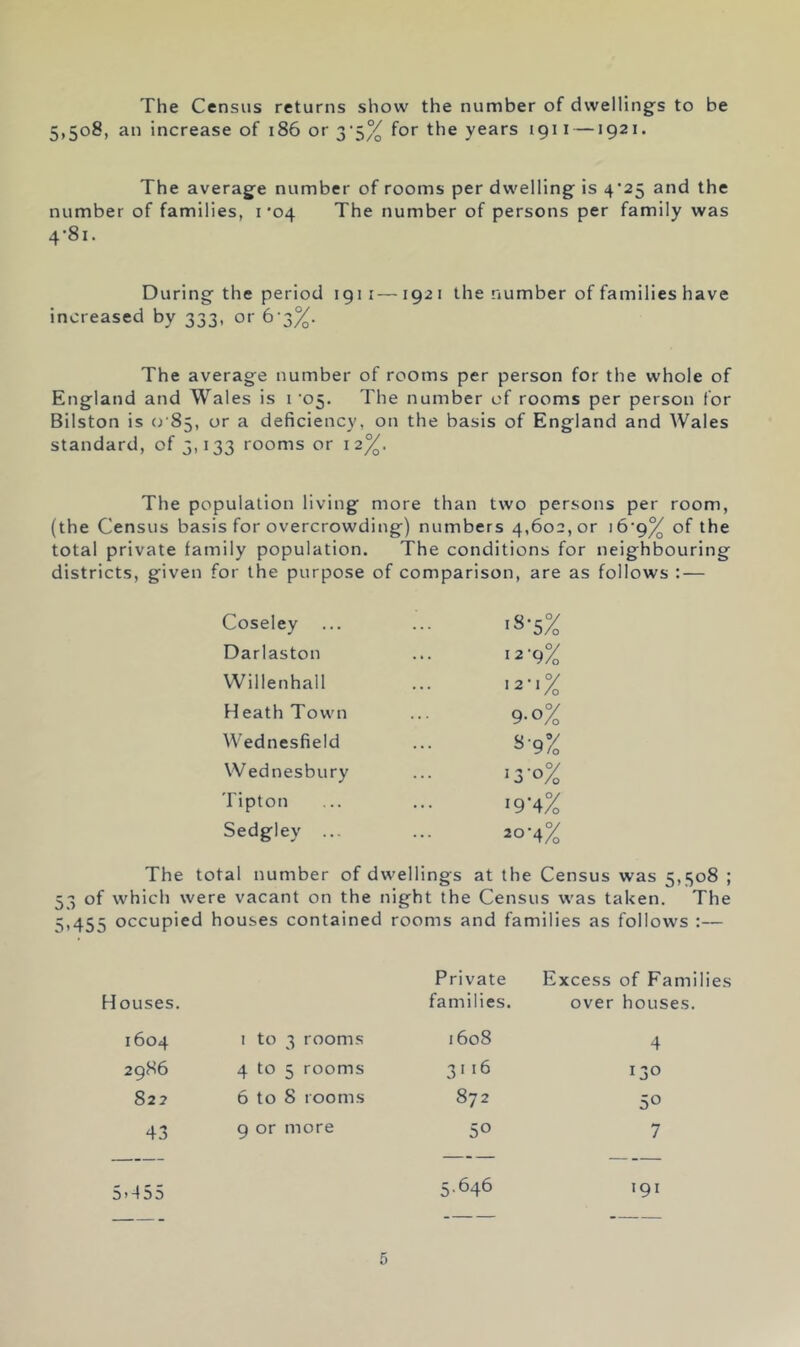 The Census returns show the number of dwellings to be
5,508, an increase of 186 or 3·5% for the years 1911—1921.
The average number of rooms per dwelling is 4·25 and the
number of families, 1·04 The number of persons per family was
4·81.
During the period 1911—1921 the number of families have
increased by 333, or 6·3%.
The average number of rooms per person for the whole of
England and Wales is 1·05. The number of rooms per person for
Bilston is 0·85, or a deficiency, on the basis of England and Wales
standard, of 3,133 rooms or 12%.
The population living more than two persons per room,
(the Census basis for overcrowding) numbers 4,602, or 16·9% of the
total private family population. The conditions for neighbouring
districts, given for the purpose of comparison, are as follows :—
Coseley ... ... 18·5%
Darlaston ... 12·9%
Willenhall ... 12·1%
Heath Town ... 9.0%
Wednesfield ... 8·9%
Wednesbury ... 13·0%
Tipton ... ... 19·4%
Sedgley ... ... 20·4%
The total number of dwellings at the Census was 5,508 ;
53 of which were vacant on the night the Census was taken. The
5,455 occupied houses contained rooms and families as follows :—
Private Excess of Families
Houses. families. over houses.
1604 1 to 3 rooms 1608 4
2986 4 to 5 rooms 3116 130
822 6 to 8 rooms 872 50
43 9 or more 50 7
5,455 5.646 191
5